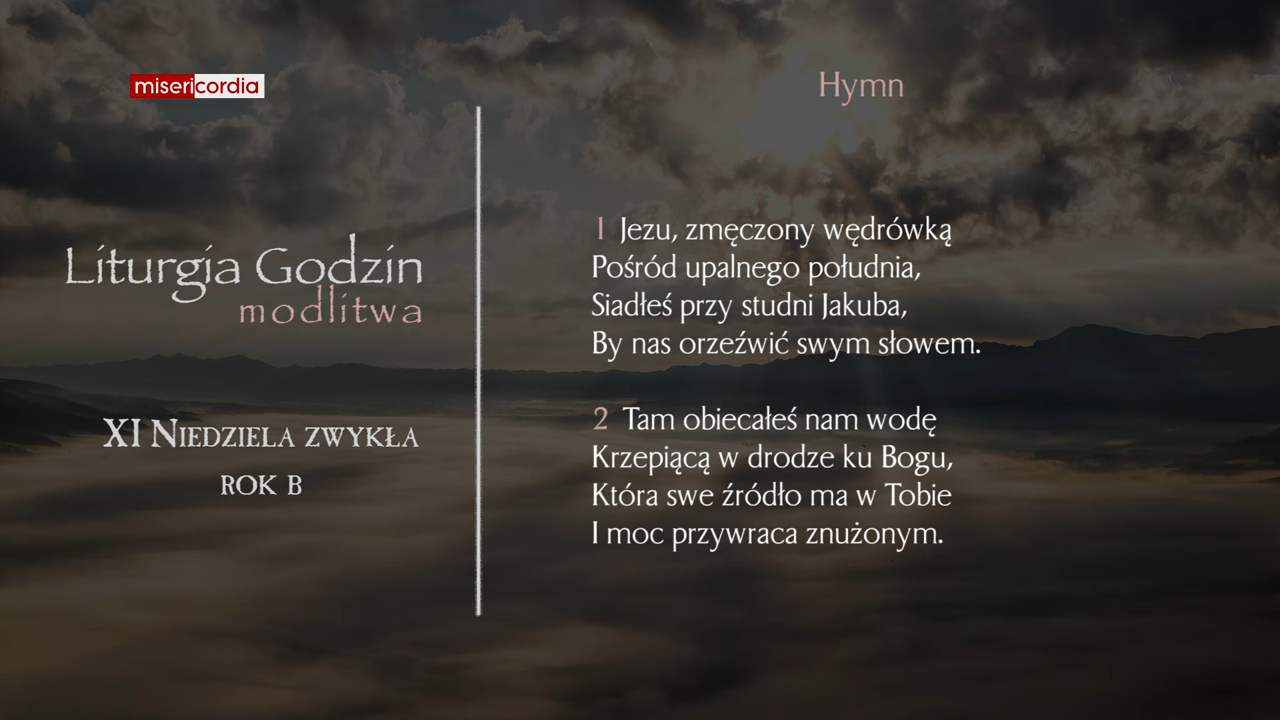 misericordia
Liturgia Godzin
modlitwa
XI Niedziela zwykła
rok B
Hymn
1 Jezu, zmęczony wędrówką
Pośród upalnego południa,
Siadłeś przy studni Jakuba,
By nas orzeźwić swym słowem.
2 Tam obiecałeś nam wodę
Krzepiącą w drodze ku Bogu,
Która swe źródło ma w Tobie
I moc przywraca znużonym.